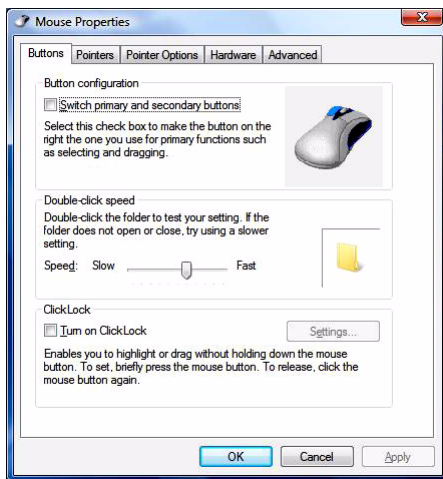 Mouse Properties
Buttons Pointers Pointer Options Hardware Advanced
Button configuration
Switch primary and secondary buttons
Select this check box to make the button on the
right the one you use for primary functions such
as selecting and dragging.
Double-click speed
Double-click the folder to test your setting. If the
folder does not open or close, try using a slower
setting.
Speed: Slow Fast
ClickLock
Turn on ClickLock Settings...
Enables you to highlight or drag without holding down the mouse
button. To set, briefly press the mouse button. To release, click the
mouse button again.
OK Cancel Apply